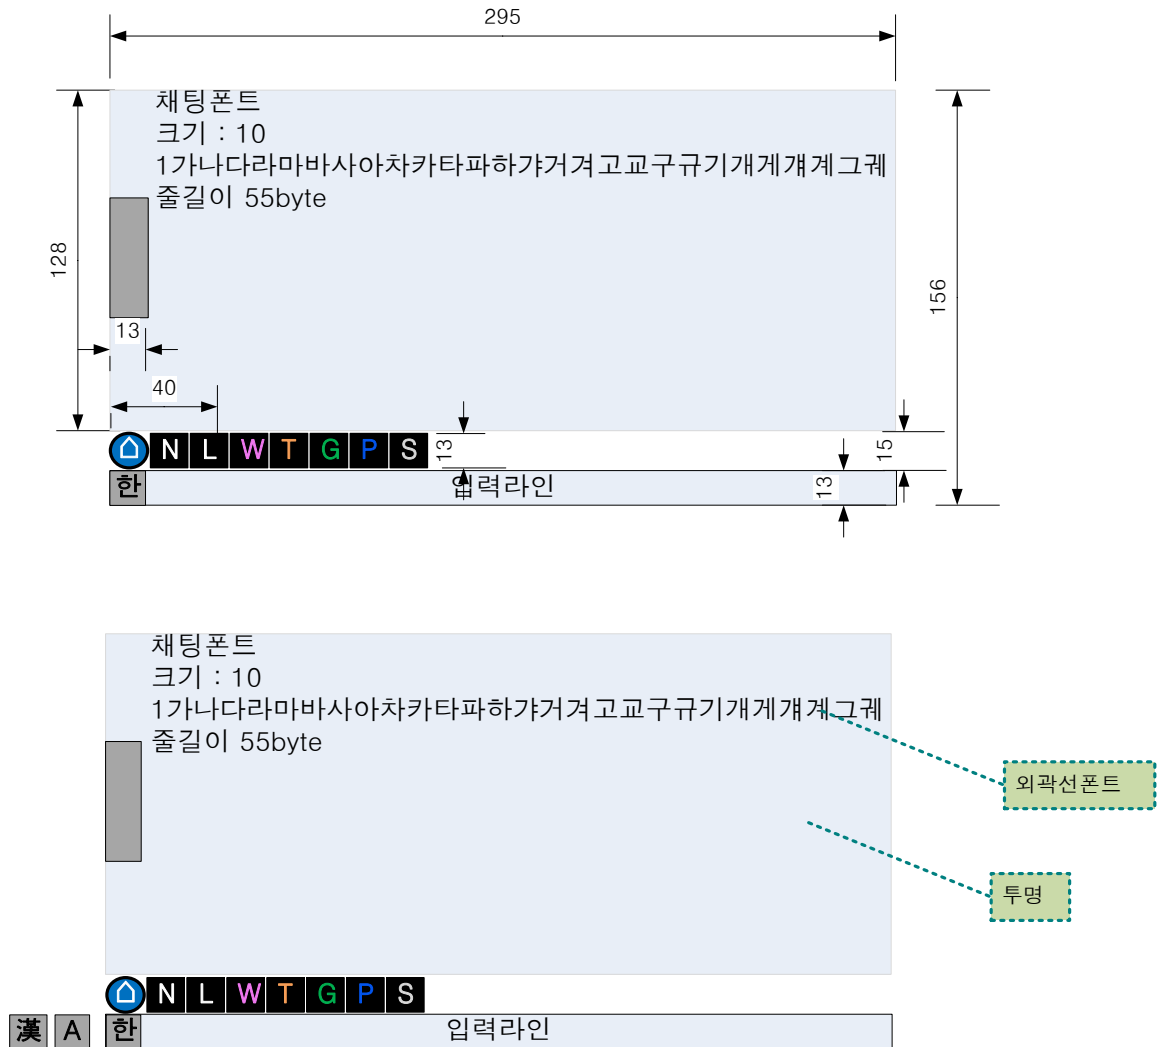 295
채팅폰트
크기 : 10
1가나다라마바사아차카타파하갸거겨고교구규기개게걔계그궤
줄길이 55byte
128
156
13
40
N L W T G P S
13
15
한
입력라인
13
채팅폰트
크기 : 10
1가나다라마바사아차카타파하갸거겨고교구규기개게걔계그궤
줄길이 55byte
외곽선폰트
투명
N L W T G P S
漢 A 한 입력라인